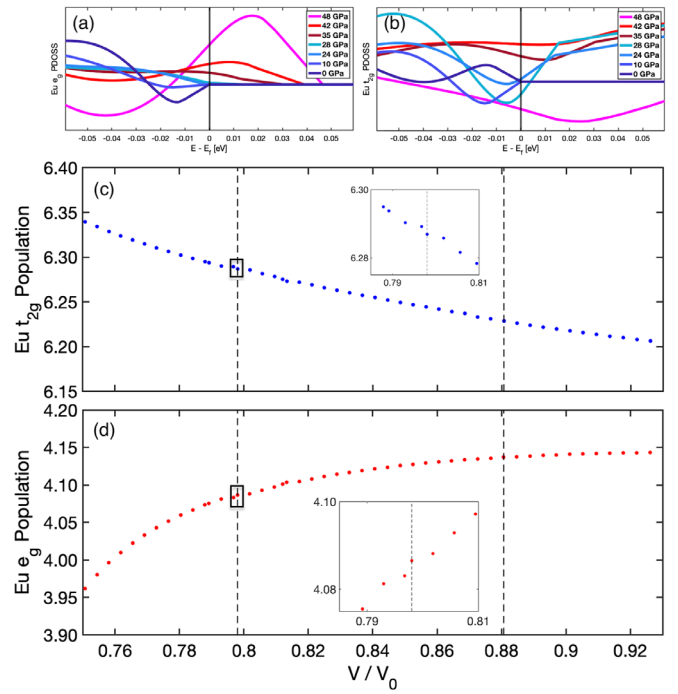 (a)
48 GPa
42 GPa
35 GPa
28 GPa
24 GPa
10 GPa
0 GPa
Eu e_g PDOSS
-0.05 -0.04 -0.03 -0.02 -0.01 0 0.01 0.02 0.03 0.04 0.05
E - E_f [eV]
(b)
48 GPa
42 GPa
35 GPa
28 GPa
24 GPa
10 GPa
0 GPa
Eu t_2g PDOSS
-0.05 -0.04 -0.03 -0.02 -0.01 0 0.01 0.02 0.03 0.04 0.05
E - E_f [eV]
(c)
Eu t_2g Population
6.40
6.35
6.30
6.25
6.20
6.15
6.30
6.28
0.79 0.81
(d)
Eu e_g Population
4.20
4.15
4.10
4.05
4.00
3.95
3.90
4.10
4.08
0.79 0.81
0.76 0.78 0.8 0.82 0.84 0.86 0.88 0.9 0.92
V / V_0